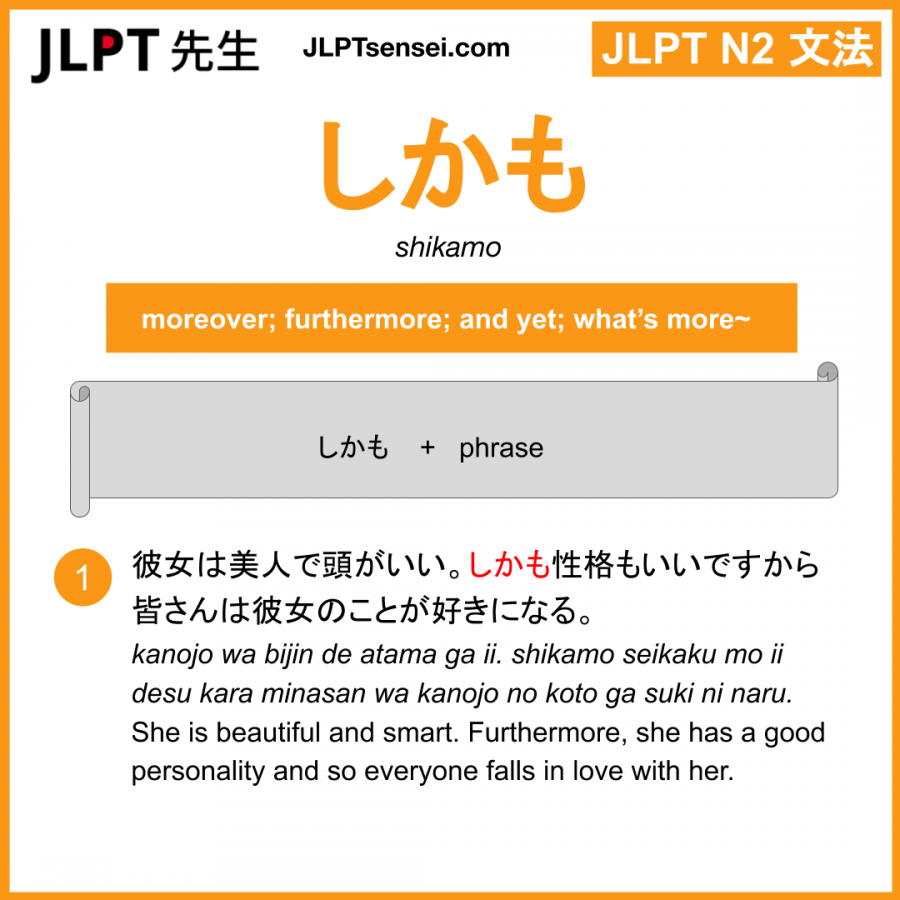 JLPT 先生 JLPTsensei.com JLPT N2 文法
しかも
shikamo
moreover; furthermore; and yet; what's more~
しかも + phrase
1 彼女は美人で頭がいい。しかも性格もいいですから
皆さんは彼女のことが好きになる。
kanojo wa bijin de atama ga ii. shikamo seikaku mo ii
desu kara minasan wa kanojo no koto ga suki ni naru.
She is beautiful and smart. Furthermore, she has a good
personality and so everyone falls in love with her.